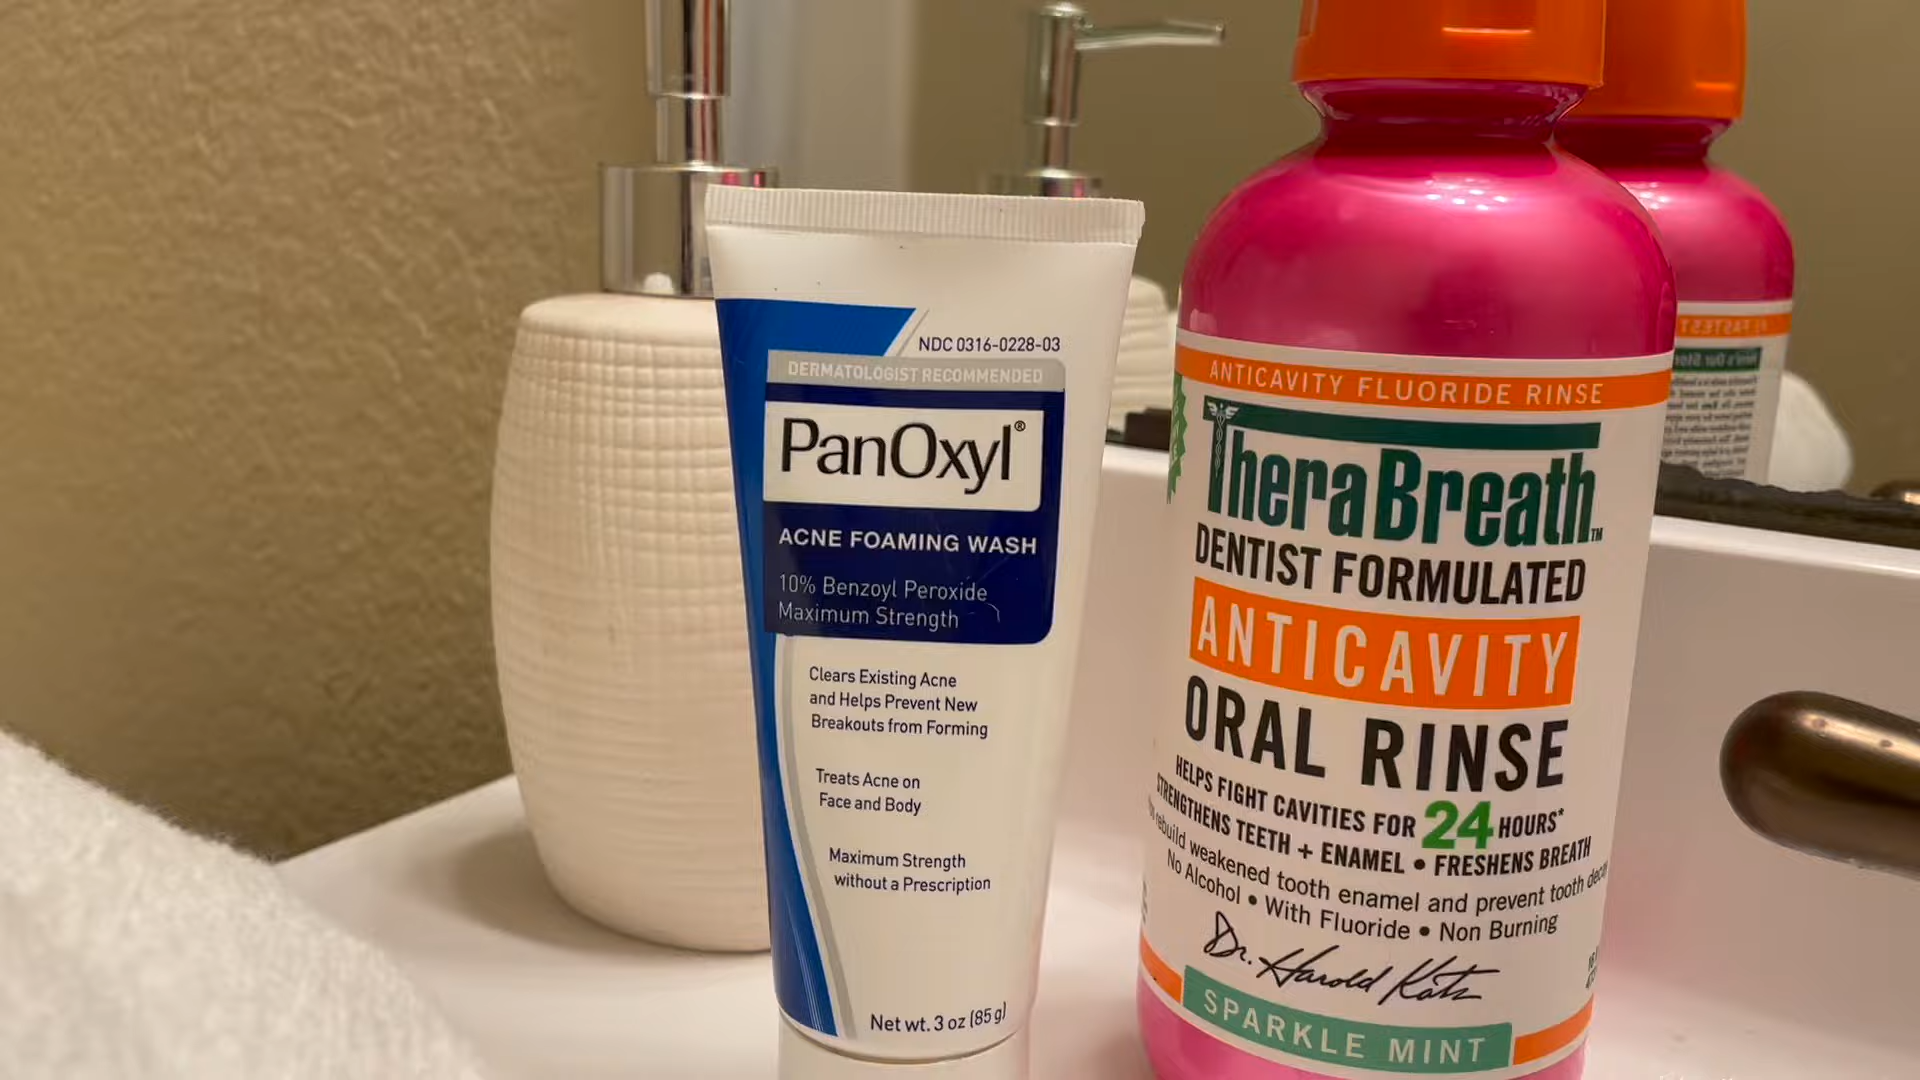 NDC 0316-0228-03
DERMATOLOGIST RECOMMENDED
PanOxyl®
ACNE FOAMING WASH
10% Benzoyl Peroxide
Maximum Strength
Clears Existing Acne
and Helps Prevent New
Breakouts from Forming
Treats Acne on
Face and Body
Maximum Strength
without a Prescription
Net wt. 3 oz (85 g)
ANTICAVITY FLUORIDE RINSE
TheraBreath™
DENTIST FORMULATED
ANTICAVITY
ORAL RINSE
HELPS FIGHT CAVITIES FOR 24 HOURS*
STRENGTHENS TEETH + ENAMEL • FRESHENS BREATH
rebuild weakened tooth enamel and prevent tooth
No Alcohol • With Fluoride • Non Burning
Dr. Harold Katz
SPARKLE MINT